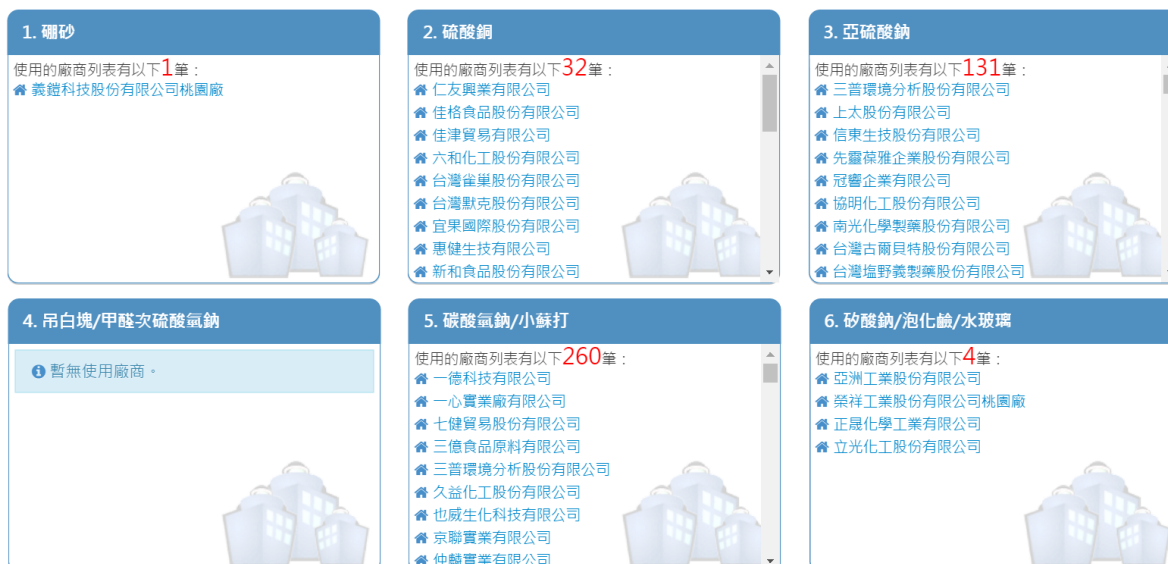 1. 硼砂
使用的廠商列表有以下1筆：
義鎧科技股份有限公司桃園廠
2. 硫酸銅
使用的廠商列表有以下32筆：
仁友興業有限公司
佳格食品股份有限公司
佳津貿易有限公司
六和化工股份有限公司
台灣雀巢股份有限公司
台灣默克股份有限公司
宜果國際股份有限公司
惠健生技有限公司
新和食品股份有限公司
3. 亞硫酸鈉
使用的廠商列表有以下131筆：
三普環境分析股份有限公司
上太股份有限公司
信東生技股份有限公司
先靈葆雅企業股份有限公司
冠響企業有限公司
協明化工股份有限公司
南光化學製藥股份有限公司
台灣古爾貝特股份有限公司
台灣塩野義製藥股份有限公司
4. 吊白塊/甲醛次硫酸氫鈉
暫無使用廠商。
5. 碳酸氫鈉/小蘇打
使用的廠商列表有以下260筆：
一德科技有限公司
一心實業廠有限公司
七健貿易股份有限公司
三億食品原料有限公司
三普環境分析股份有限公司
久益化工股份有限公司
也威生化科技有限公司
京聯實業有限公司
仲麟實業有限公司
6. 矽酸鈉/泡化鹼/水玻璃
使用的廠商列表有以下4筆：
亞洲工業股份有限公司
榮祥工業股份有限公司桃園廠
正晟化學工業有限公司
立光化工股份有限公司